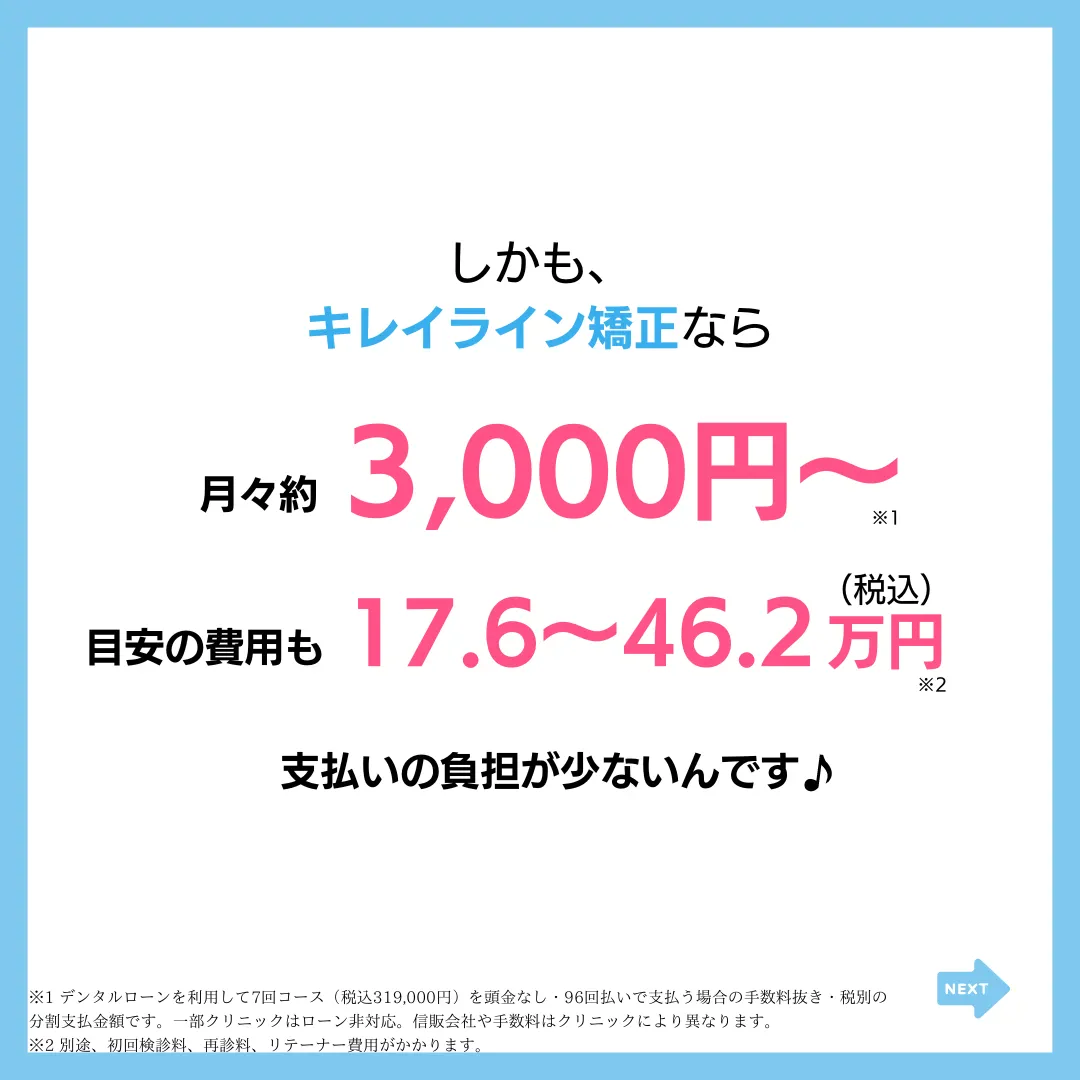 しかも、
キレイライン矯正なら
月々約 3,000円〜
※1
目安の費用も 17.6〜46.2万円
（税込）
※2
支払いの負担が少ないんです♪
NEXT
※1 デンタルローンを利用して7回コース（税込319,000円）を頭金なし・96回払いで支払う場合の手数料抜き・税別の
分割支払金額です。一部クリニックはローン非対応。信販会社や手数料はクリニックにより異なります。
※2 別途、初回検診料、再診料、リテーナー費用がかかります。